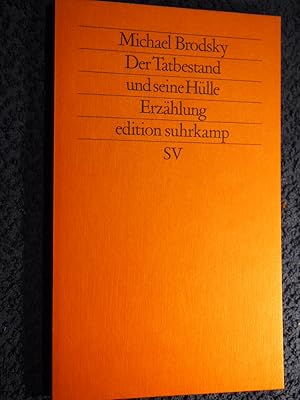 Michael Brodsky
Der Tatbestand
und seine Hülle
Erzählung
edition suhrkamp
SV